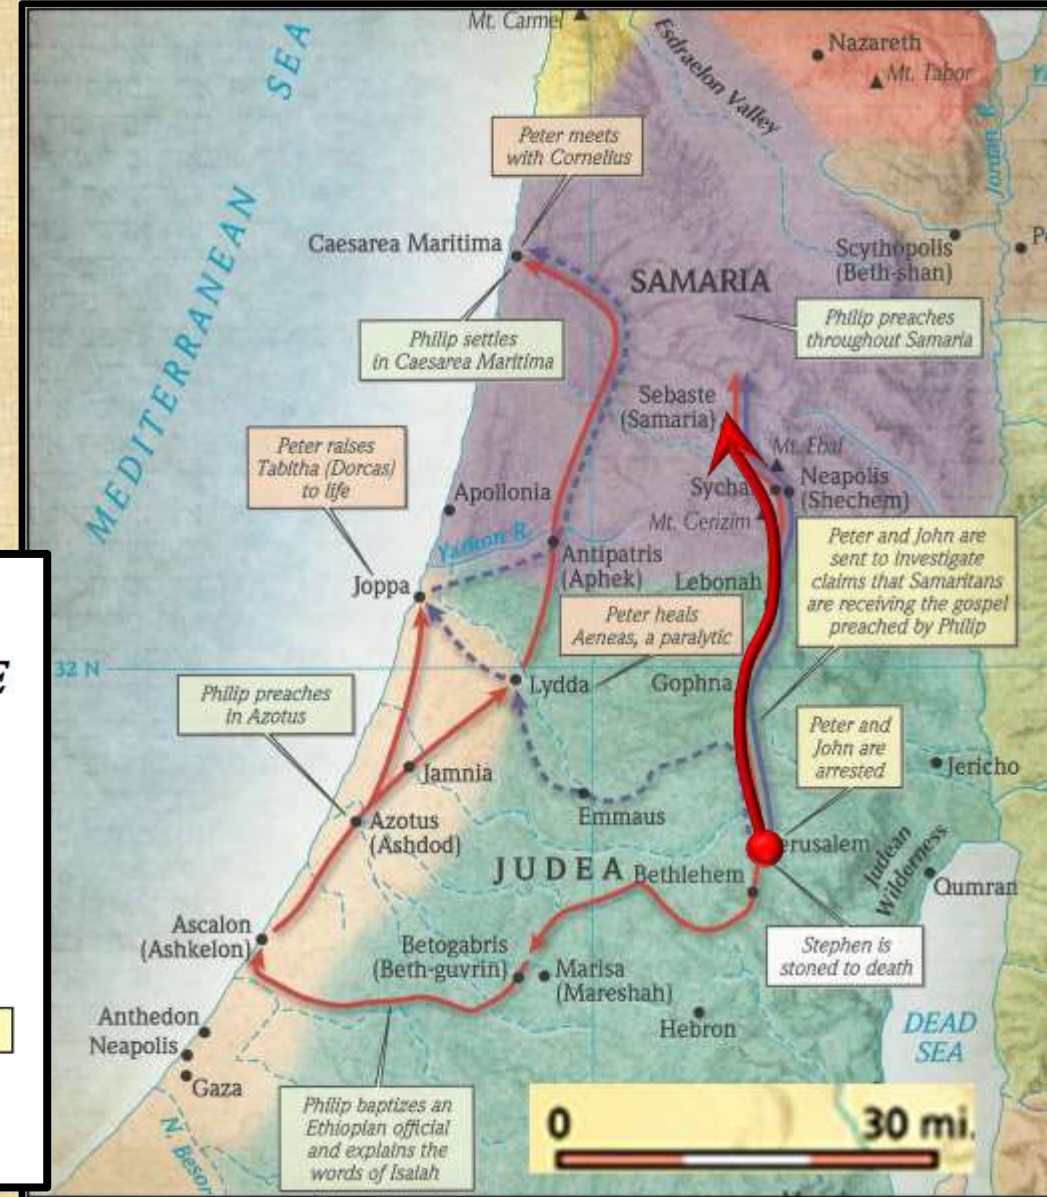 Mt. Carmel
Nazareth
Mt. Tabor
Esdraelon Valley
SEA
MEDITERRANEAN
Jordan R.
Peter meets
with Cornelius
Caesarea Maritima
Scythopolis
(Beth-shan)
SAMARIA
Philip settles
in Caesarea Maritima
Philip preaches
throughout Samaria
Sebaste
(Samaria)
Peter raises
Tabitha (Dorcas)
to life
Mt. Ebal
Neapolis
(Shechem)
Sycha
Apollonia
Mt. Gerizim
Yarkon R.
Antipatris
(Aphek)
Lebonah
Peter and John are
sent to investigate
claims that Samaritans
are receiving the gospel
preached by Philip
Joppa
Peter heals
Aeneas, a paralytic
32 N
E
Lydda
Gophna
Philip preaches
in Azotus
Peter and
John are
arrested
Jamnia
Jericho
Emmaus
Azotus
(Ashdod)
erusalem
JUDEA
Bethlehem
Judean
Wilderness
Qumran
Ascalon
(Ashkelon)
Betogabris
(Beth-guvrin)
Marisa
(Mareshah)
Stephen is
stoned to death
Hebron
Anthedon
Neapolis
Gaza
DEAD
SEA
Philip baptizes an
Ethiopian official
and explains the
words of Isaiah
N. Besor
0 30 mi.